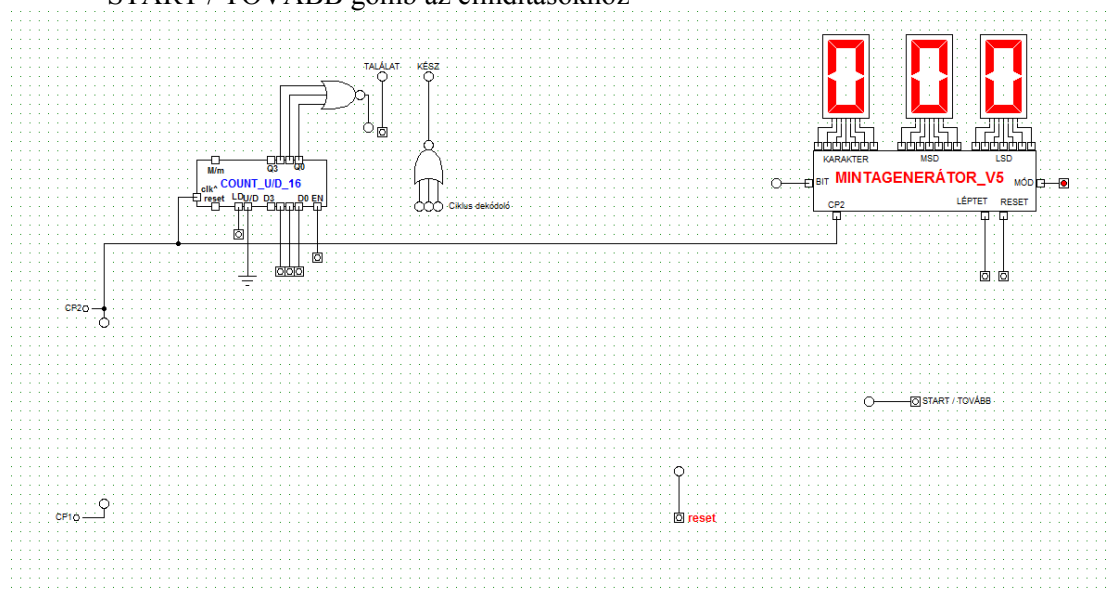 START / TOVÁBB gomb az elindításokhoz
TALÁLAT
KÉSZ
M/m
Q3
Q0
COUNT_U/D_16
clk^
reset
LD
U/D
D3
D0
EN
Ciklus dekódoló
KARAKTER
MSD
LSD
BIT
MINTAGENERÁTOR_V5
MÓD
CP2
LÉPTET
RESET
CP2
START / TOVÁBB
CP1
reset